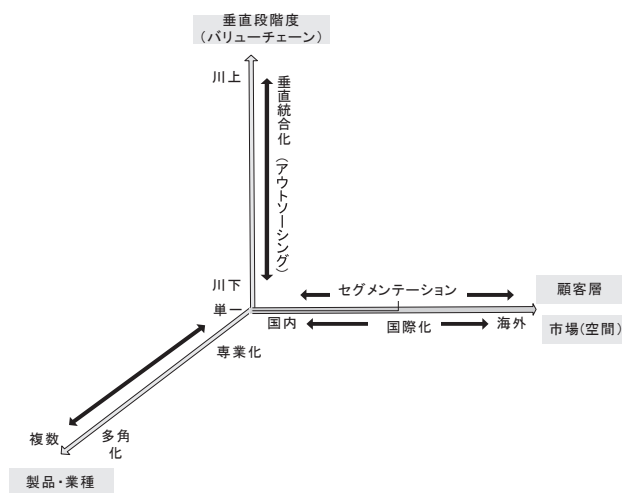 垂直段階度
（バリューチェーン）
川上
垂直統合化（アウトソーシング）
川下
単一
セグメンテーション
顧客層
国内
国際化
海外
市場(空間)
専業化
複数
多角
化
製品・業種